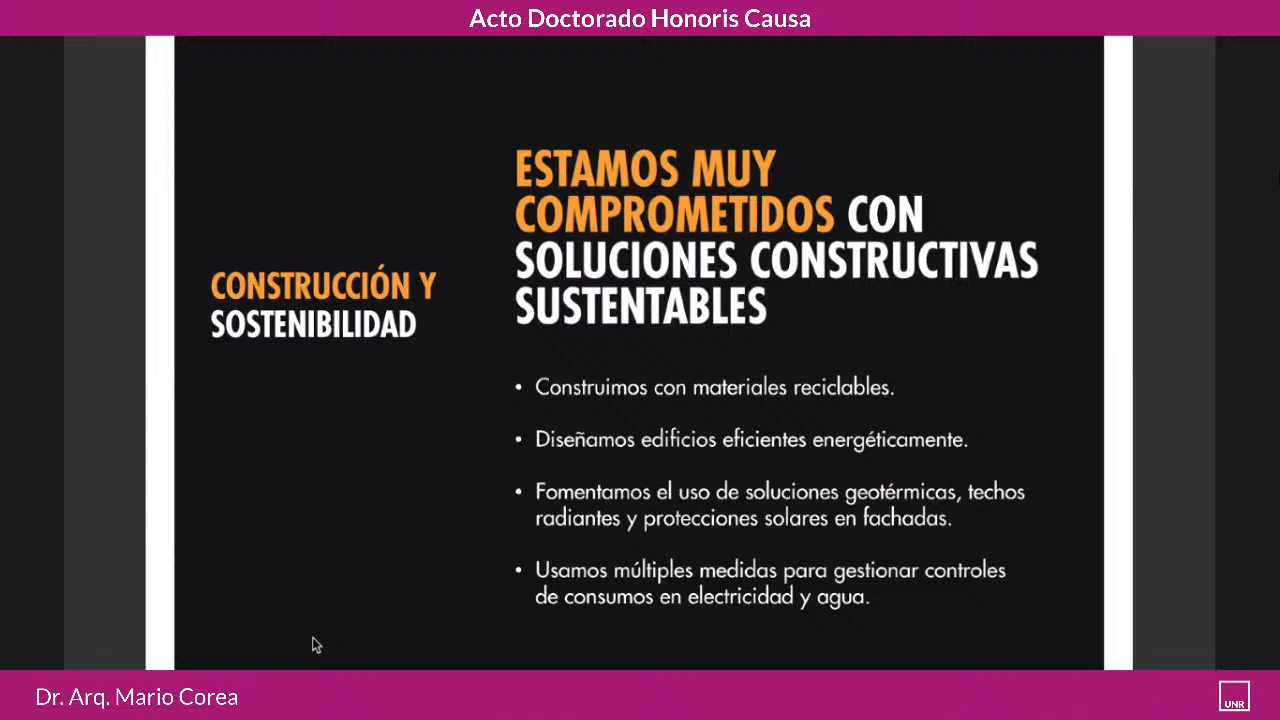 Acto Doctorado Honoris Causa
CONSTRUCCIÓN Y
SOSTENIBILIDAD
ESTAMOS MUY
COMPROMETIDOS CON
SOLUCIONES CONSTRUCTIVAS
SUSTENTABLES
• Construimos con materiales reciclables.
• Diseñamos edificios eficientes energéticamente.
• Fomentamos el uso de soluciones geotérmicas, techos
radiantes y protecciones solares en fachadas.
• Usamos múltiples medidas para gestionar controles
de consumos en electricidad y agua.
Dr. Arq. Mario Corea
UNR